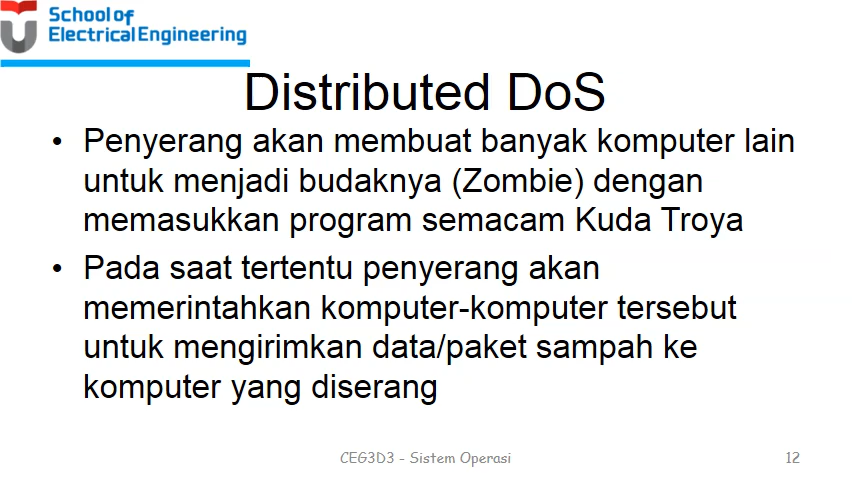 School of
Electrical Engineering
Distributed DoS
• Penyerang akan membuat banyak komputer lain
untuk menjadi budaknya (Zombie) dengan
memasukkan program semacam Kuda Troya
• Pada saat tertentu penyerang akan
memerintahkan komputer-komputer tersebut
untuk mengirimkan data/paket sampah ke
komputer yang diserang
CEG3D3 - Sistem Operasi
12